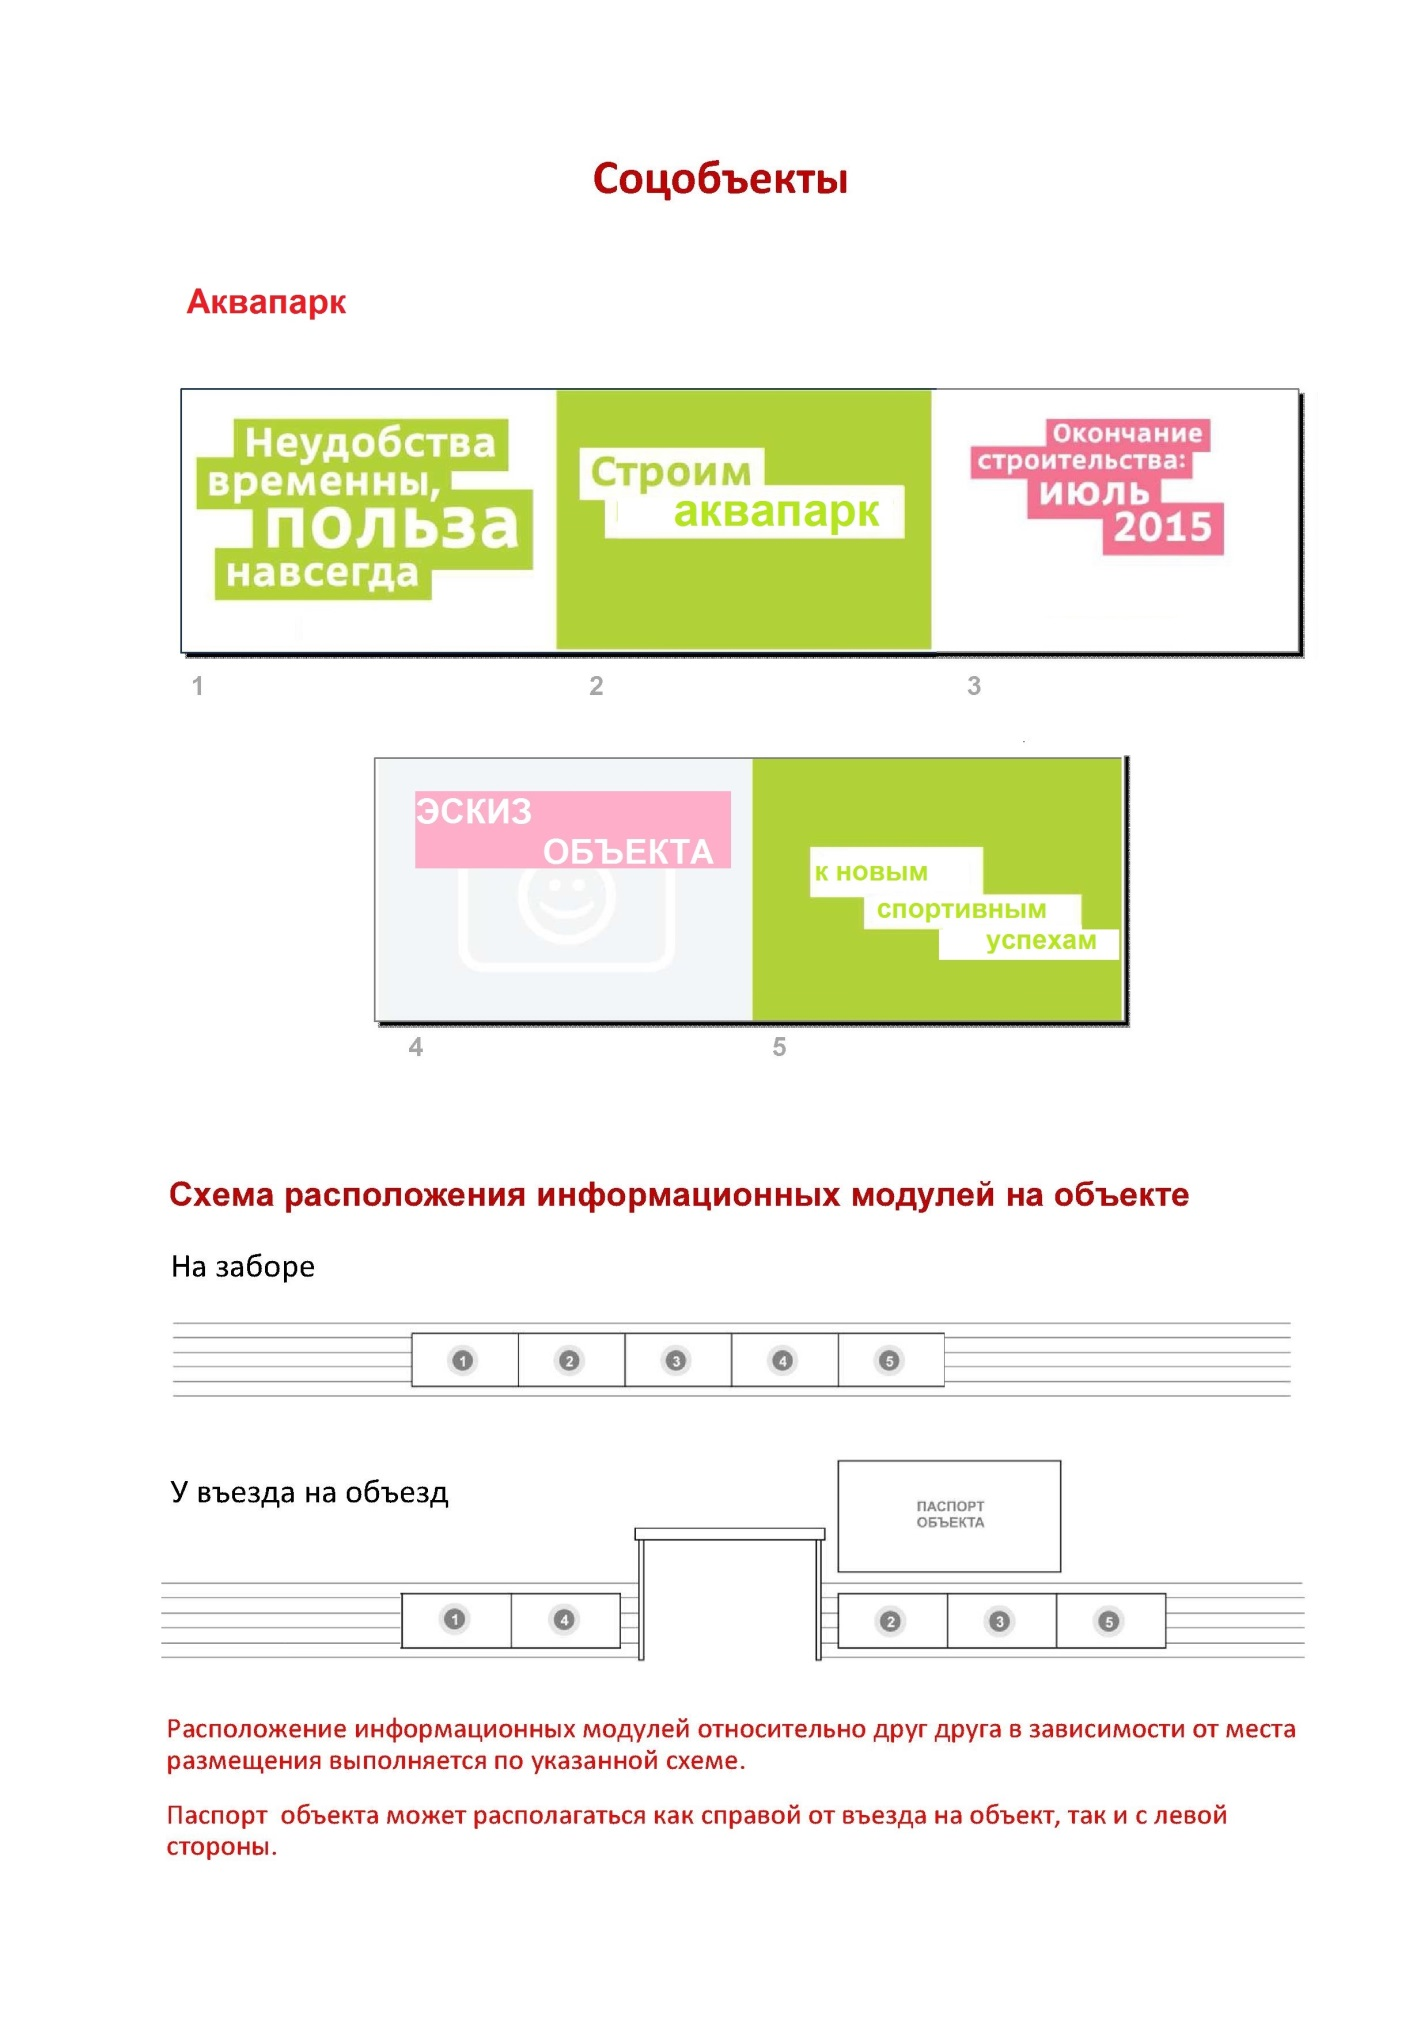 Соцобъекты
Аквапарк
Неудобства
временны,
польза
навсегда
Строим
аквапарк
Окончание
строительства:
июль
2015
1
2
3
ЭСКИЗ
ОБЪЕКТА
к новым
спортивным
успехам
4
5
Схема расположения информационных модулей на объекте
На заборе
1 2 3 4 5
У въезда на объезд
ПАСПОРТ
ОБЪЕКТА
1 4 2 3 5
Расположение информационных модулей относительно друг друга в зависимости от места
размещения выполняется по указанной схеме.
Паспорт объекта может располагаться как справой от въезда на объект, так и с левой
стороны.